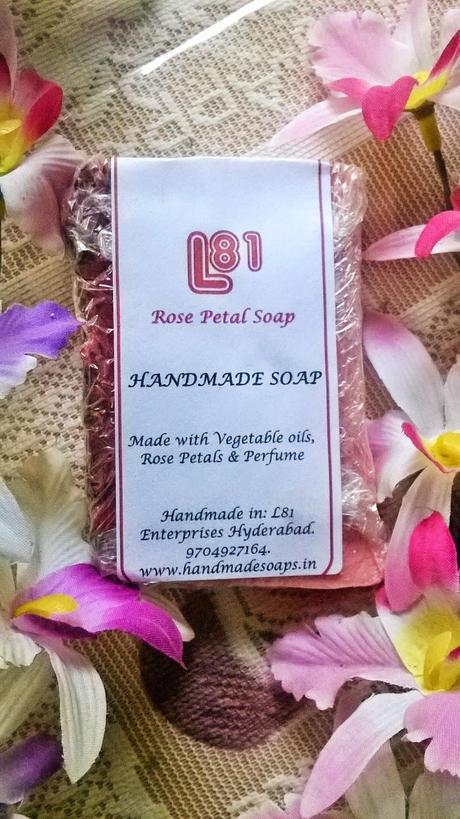 L81
Rose Petal Soap
HANDMADE SOAP
Made with Vegetable oils,
Rose Petals & Perfume
Handmade in: L81
Enterprises Hyderabad.
9704927164.
www.handmadesoaps.in